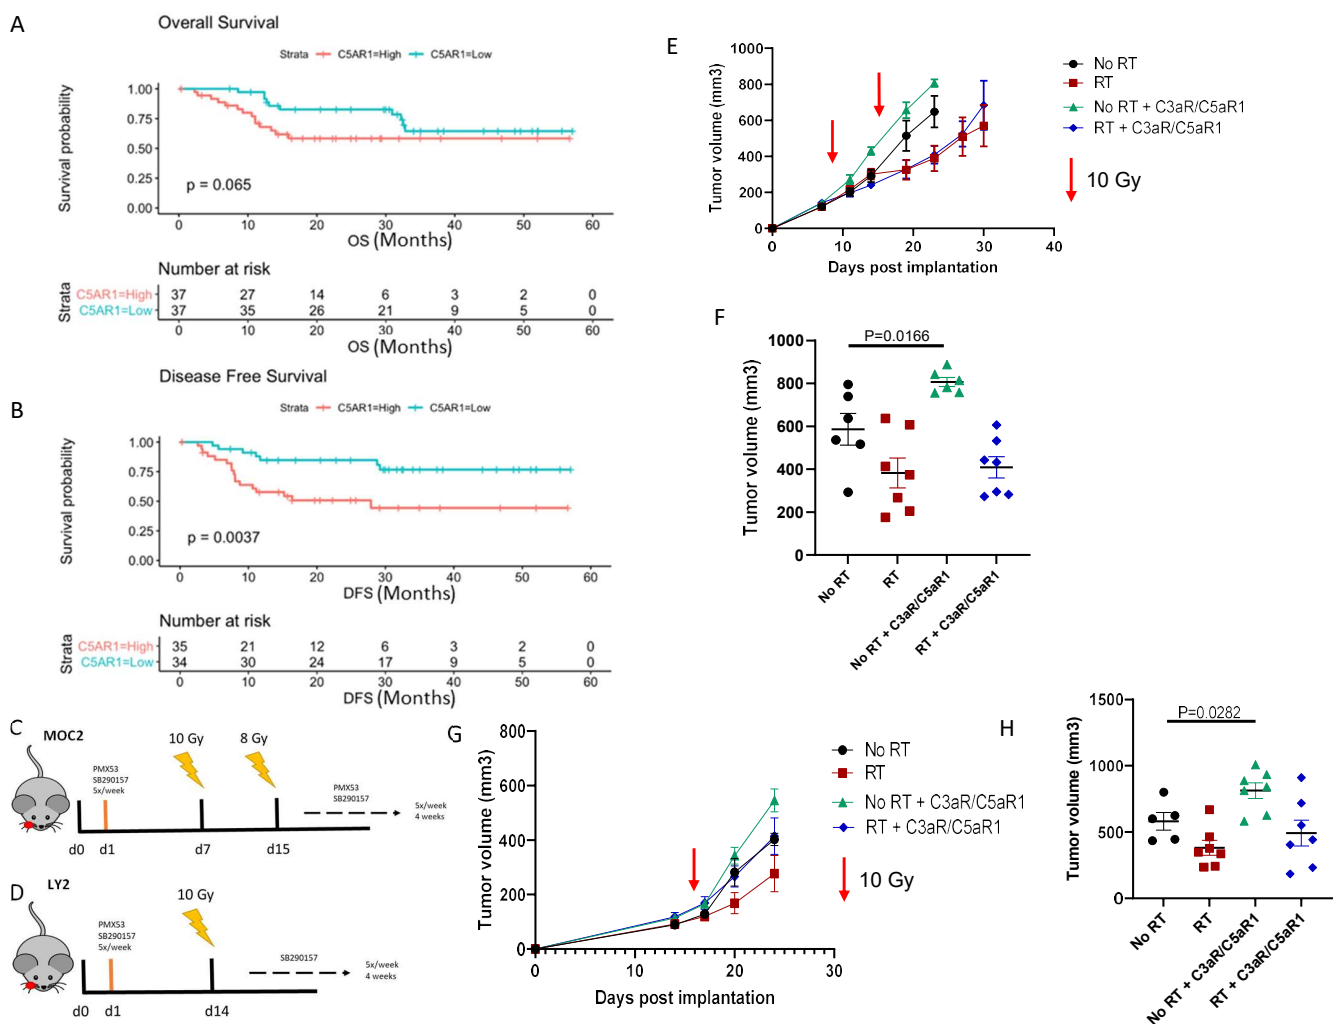 A
Overall Survival
Strata C5AR1=High C5AR1=Low
Survival probability
1.00
0.75
0.50
0.25
0.00
p = 0.065
0 10 20 30 40 50 60
OS (Months)
Number at risk
Strata
C5AR1=High 37 27 14 6 3 2 0
C5AR1=Low 37 35 26 21 9 5 0
0 10 20 30 40 50 60
OS (Months)
B
Disease Free Survival
Strata C5AR1=High C5AR1=Low
Survival probability
1.00
0.75
0.50
0.25
0.00
p = 0.0037
0 10 20 30 40 50 60
DFS (Months)
Number at risk
Strata
C5AR1=High 35 21 12 6 3 2 0
C5AR1=Low 34 30 24 17 9 5 0
0 10 20 30 40 50 60
DFS (Months)
C
MOC2
PMX53
SB290157
5x/week
10 Gy
8 Gy
PMX53
SB290157
5x/week
4 weeks
d0 d1 d7 d15
D
LY2
PMX53
SB290157
5x/week
10 Gy
SB290157
5x/week
4 weeks
d0 d1 d14
E
Tumor volume (mm3)
1000
800
600
400
200
0
0 10 20 30 40
Days post implantation
No RT
RT
No RT + C3aR/C5aR1
RT + C3aR/C5aR1
10 Gy
F
Tumor volume (mm3)
1000
800
600
400
200
0
P=0.0166
No RT
RT
No RT + C3aR/C5aR1
RT + C3aR/C5aR1
G
Tumor volume (mm3)
800
600
400
200
0
0 10 20 30
Days post implantation
No RT
RT
No RT + C3aR/C5aR1
RT + C3aR/C5aR1
10 Gy
H
Tumor volume (mm3)
1500
1000
500
0
P=0.0282
No RT
RT
No RT + C3aR/C5aR1
RT + C3aR/C5aR1